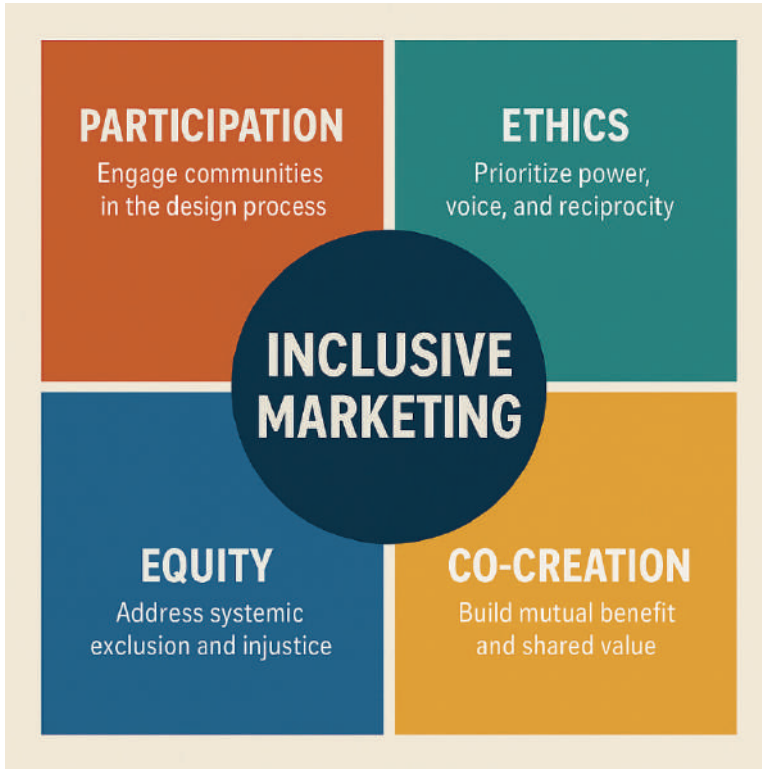 PARTICIPATION
Engage communities
in the design process
ETHICS
Prioritize power,
voice, and reciprocity
INCLUSIVE
MARKETING
EQUITY
Address systemic
exclusion and injustice
CO-CREATION
Build mutual benefit
and shared value